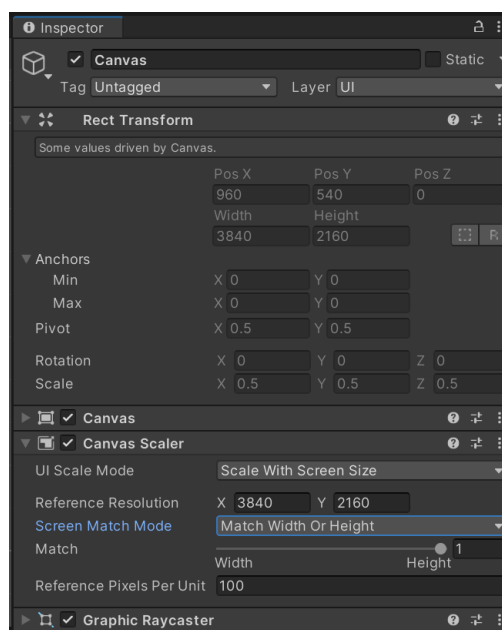 Inspector
Canvas Static
Tag Untagged Layer UI
Rect Transform
Some values driven by Canvas.
Pos X Pos Y Pos Z
960 540 0
Width Height
3840 2160 R
Anchors
Min X 0 Y 0
Max X 0 Y 0
Pivot X 0.5 Y 0.5
Rotation X 0 Y 0 Z 0
Scale X 0.5 Y 0.5 Z 0.5
Canvas
Canvas Scaler
UI Scale Mode Scale With Screen Size
Reference Resolution X 3840 Y 2160
Screen Match Mode Match Width Or Height
Match 1
Width Height
Reference Pixels Per Unit 100
Graphic Raycaster